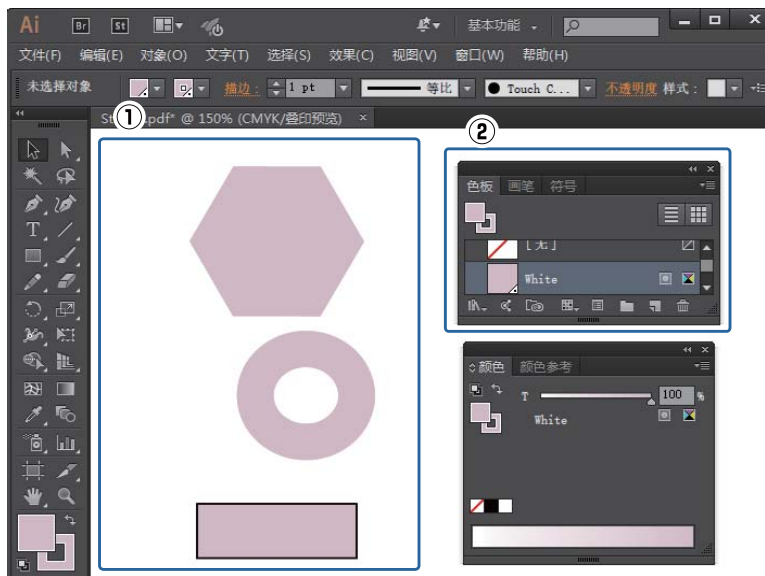 Ai Br St 基本功能
文件(F) 编辑(E) 对象(O) 文字(T) 选择(S) 效果(C) 视图(V) 窗口(W) 帮助(H)
未选择对象 描边: 1 pt 等比 Touch C... 不透明度 样式:
① pdf* @ 150% (CMYK/叠印预览) ×
②
色板 画笔 符号
[无]
White
颜色 颜色参考
T 100 %
White